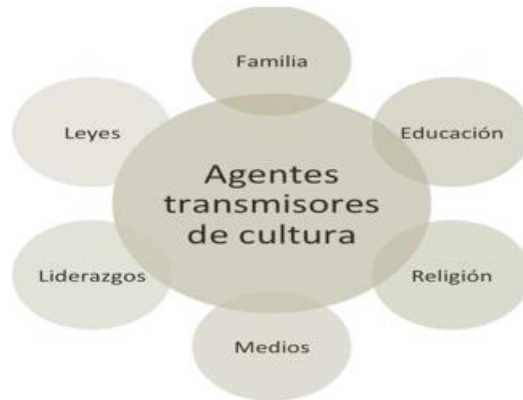 Familia
Leyes
Educación
Agentes
transmisores
de cultura
Liderazgos
Religión
Medios